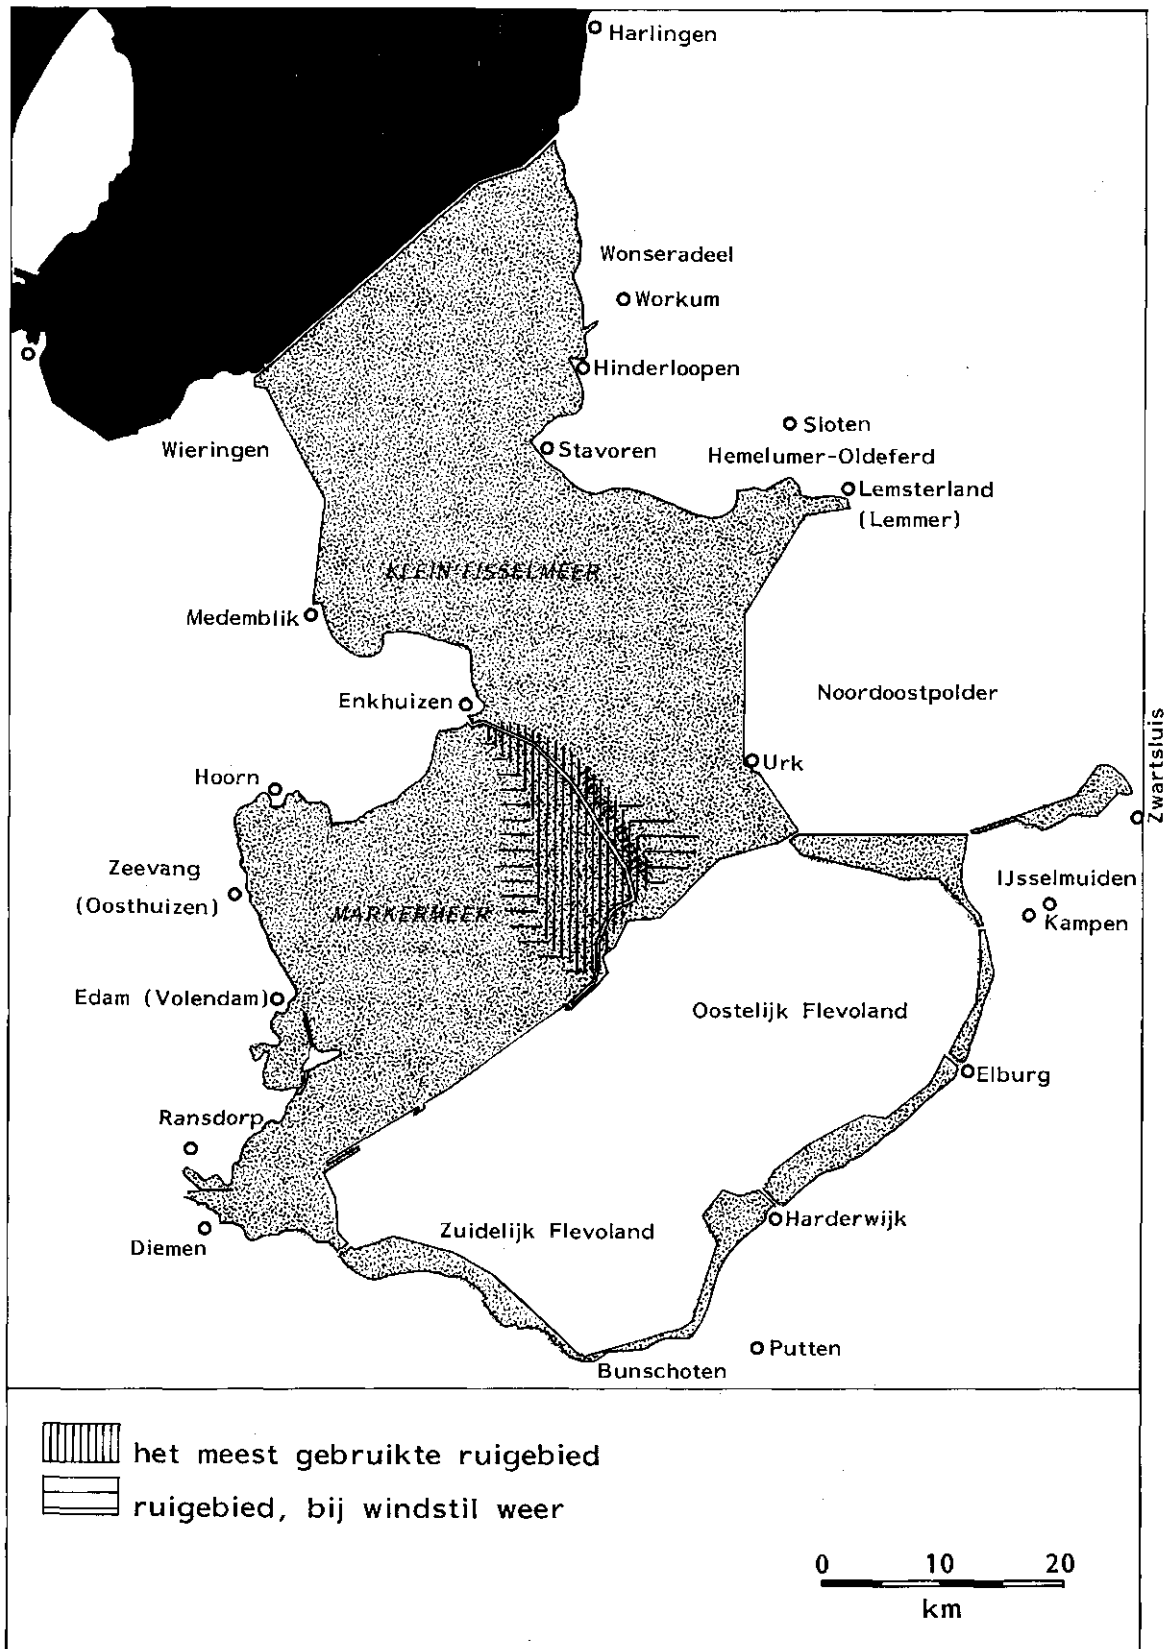 Harlingen
Wonseradeel
Workum
Hinderloopen
Sloten
Stavoren
Hemelumer-Oldeferd
Wieringen
Lemsterland
(Lemmer)
KLEIN IJSSELMEER
Medemblik
Noordoostpolder
Enkhuizen
Zwartsluis
Urk
Hoorn
Zeevang
(Oosthuizen)
IJsselmuiden
MARKERMEER
Kampen
Edam (Volendam)
Oostelijk Flevoland
Elburg
Ransdorp
Harderwijk
Zuidelijk Flevoland
Diemen
Putten
Bunschoten
het meest gebruikte ruigebied
ruigebied, bij windstil weer
0 10 20
km